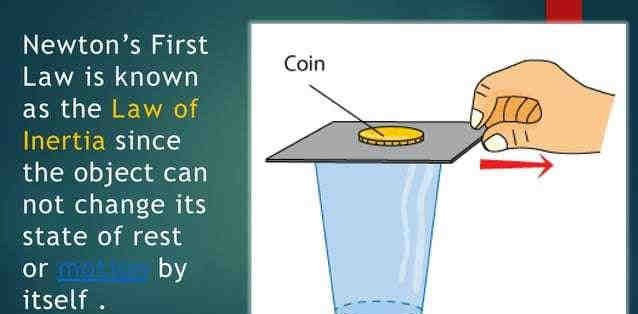 Newton's First
Law is known
as the Law of
Inertia since
the object can
not change its
state of rest
or motion by
itself .
Coin